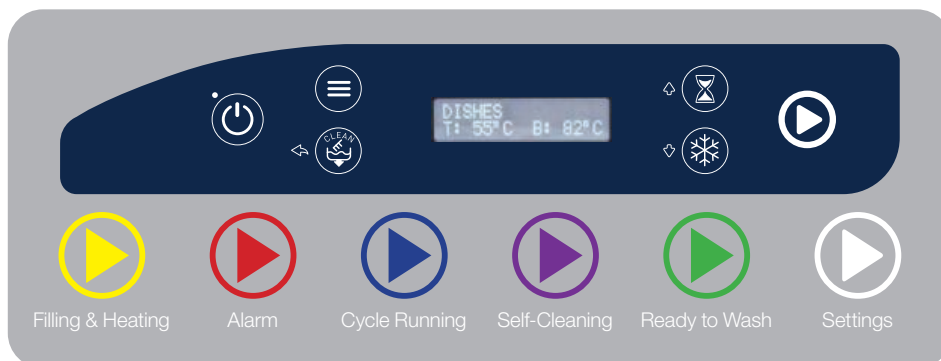 CLEAN
DISHES
T: 55°C B: 82°C
Filling & Heating
Alarm
Cycle Running
Self-Cleaning
Ready to Wash
Settings